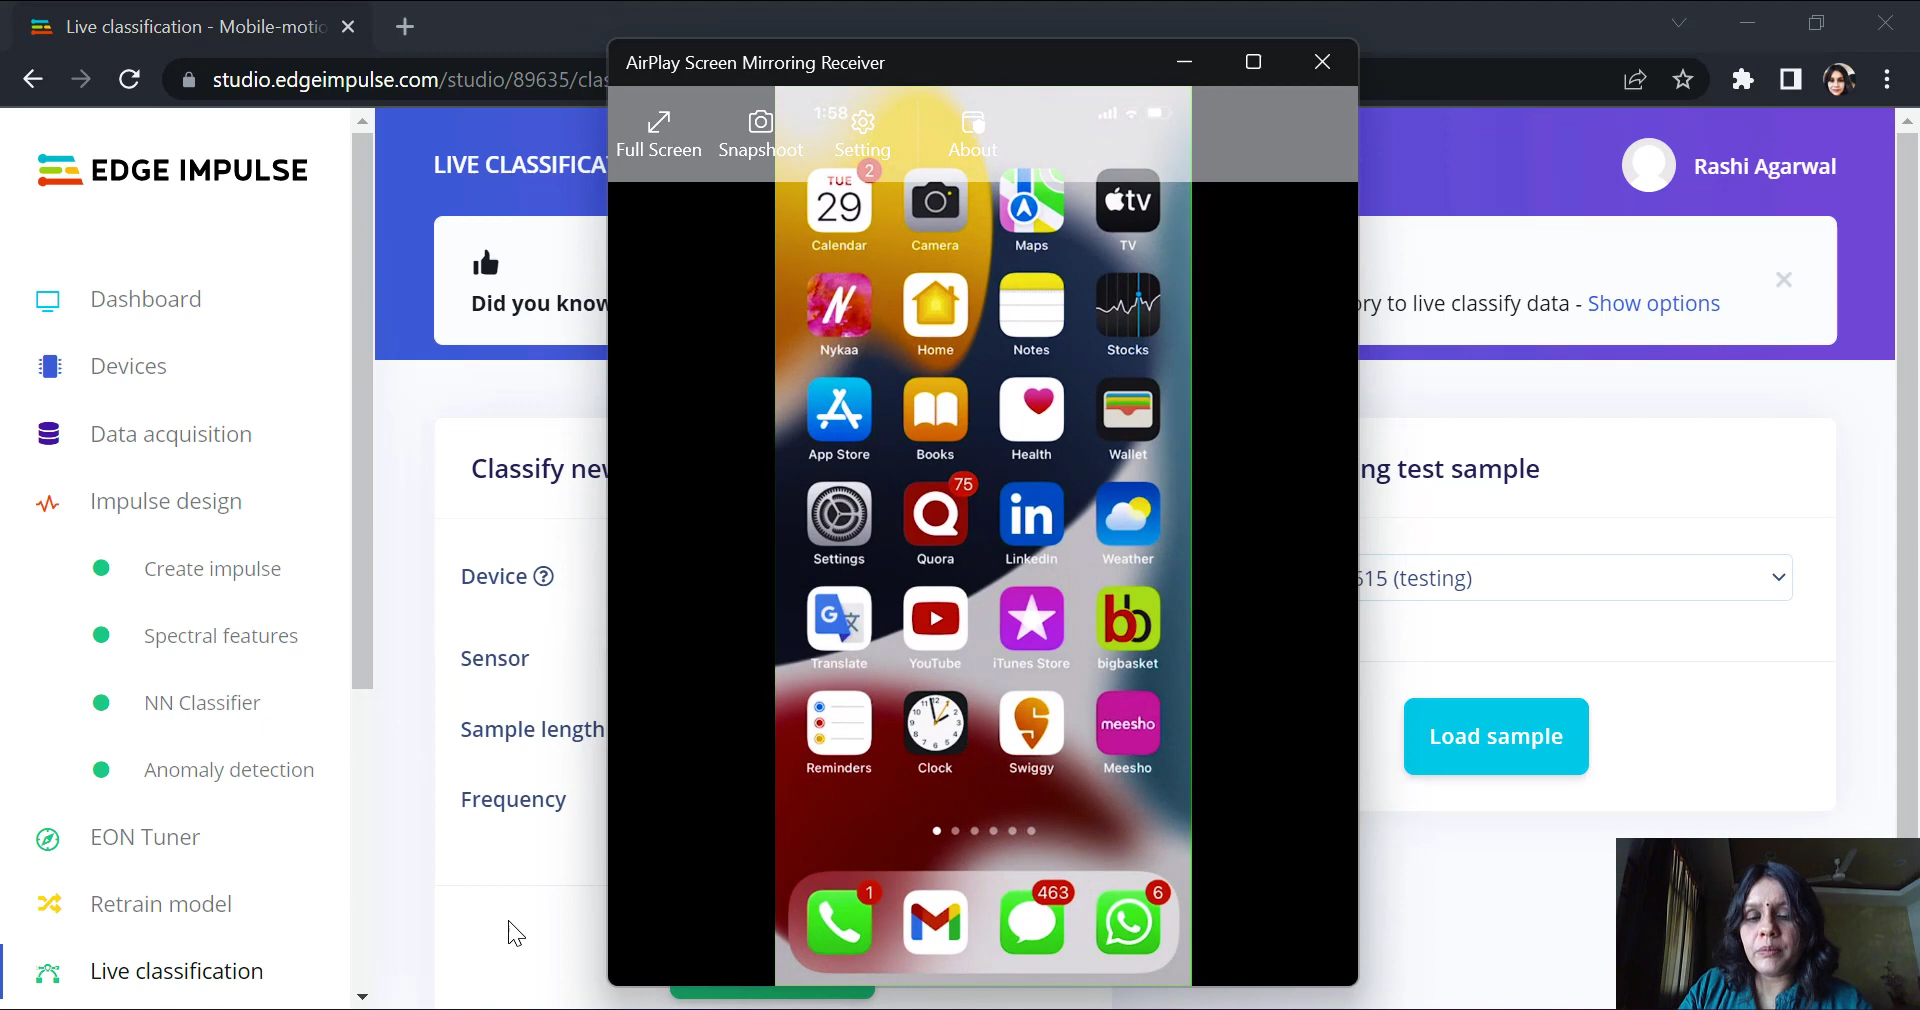 Live classification - Mobile-motio
studio.edgeimpulse.com/studio/89635/clas
AirPlay Screen Mirroring Receiver
EDGE IMPULSE
Dashboard
Devices
Data acquisition
Impulse design
Create impulse
Spectral features
NN Classifier
Anomaly detection
EON Tuner
Retrain model
Live classification
LIVE CLASSIFICA
Rashi Agarwal
Did you know
ry to live classify data - Show options
Classify new
Device ?
Sensor
Sample length
Frequency
ng test sample
515 (testing)
Load sample
1:58
Full Screen Snapshoot Setting About
2
TUE
29
tv
Calendar Camera Maps TV
N
Nykaa Home Notes Stocks
App Store Books Health Wallet
75
Q in
Settings Quora LinkedIn Weather
G bb
Translate YouTube iTunes Store bigbasket
meesho
Reminders Clock Swiggy Meesho
1 463 6